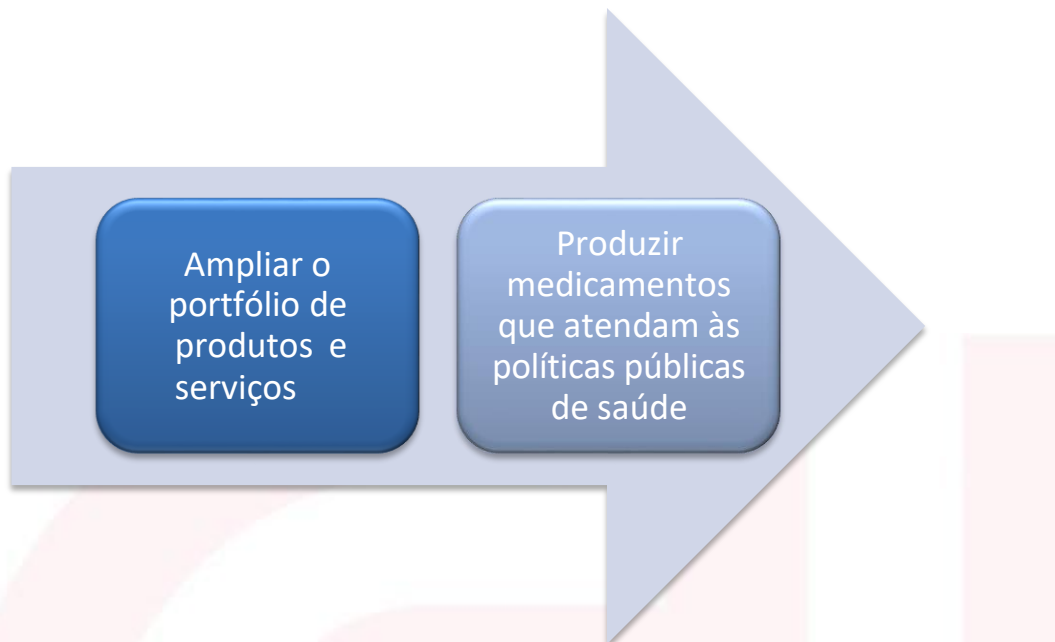 Ampliar o
portfólio de
produtos e
serviços
Produzir
medicamentos
que atendam às
políticas públicas
de saúde